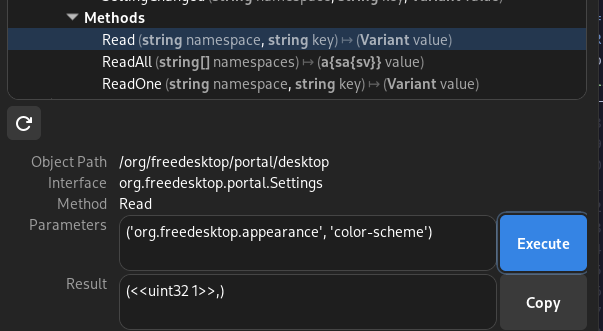 SettingChanged (string namespace, string key, Variant value)
Methods
Read (string namespace, string key) ↦ (Variant value)
ReadAll (string[] namespaces) ↦ (a{sa{sv}} value)
ReadOne (string namespace, string key) ↦ (Variant value)
Object Path /org/freedesktop/portal/desktop
Interface org.freedesktop.portal.Settings
Method Read
Parameters ('org.freedesktop.appearance', 'color-scheme')
Execute
Result (<<uint32 1>>,)
Copy